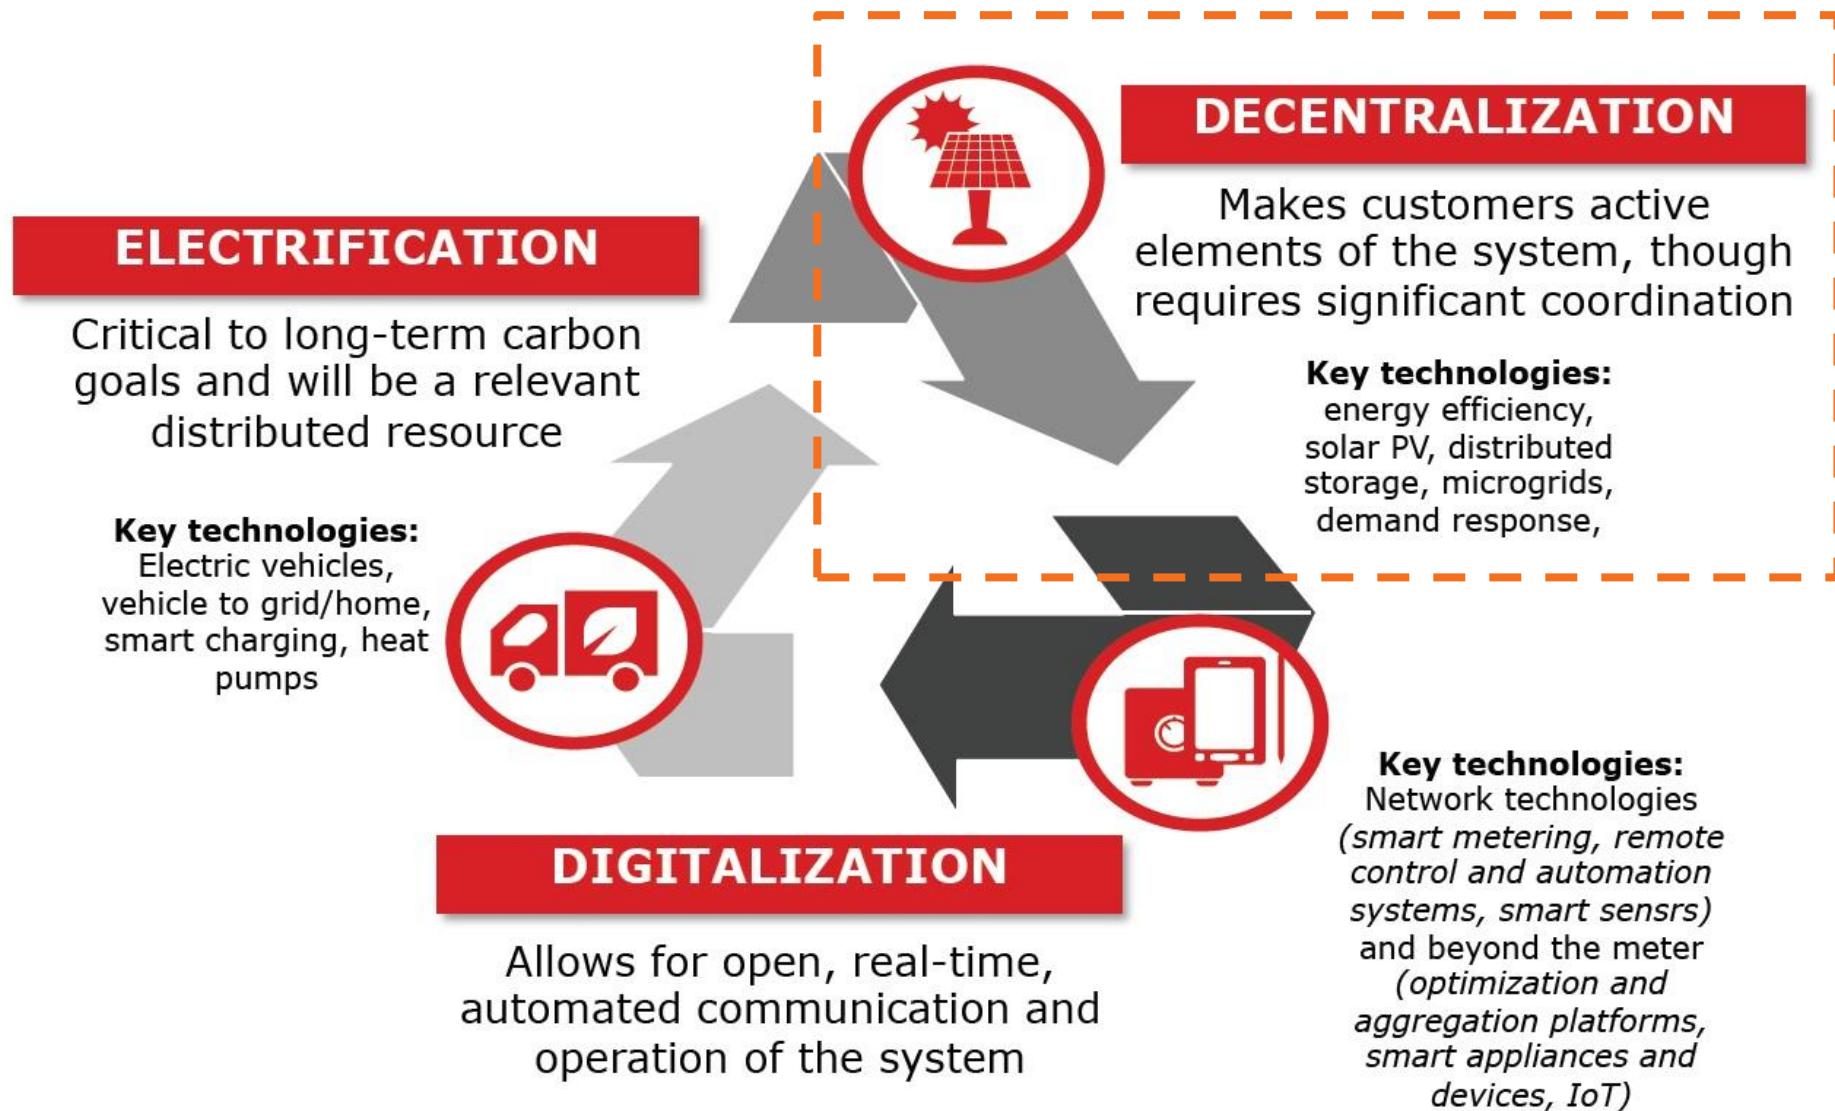 DECENTRALIZATION
Makes customers active
elements of the system, though
requires significant coordination
Key technologies:
energy efficiency,
solar PV, distributed
storage, microgrids,
demand response,
ELECTRIFICATION
Critical to long-term carbon
goals and will be a relevant
distributed resource
Key technologies:
Electric vehicles,
vehicle to grid/home,
smart charging, heat
pumps
DIGITALIZATION
Allows for open, real-time,
automated communication and
operation of the system
Key technologies:
Network technologies
(smart metering, remote
control and automation
systems, smart sensrs)
and beyond the meter
(optimization and
aggregation platforms,
smart appliances and
devices, IoT)